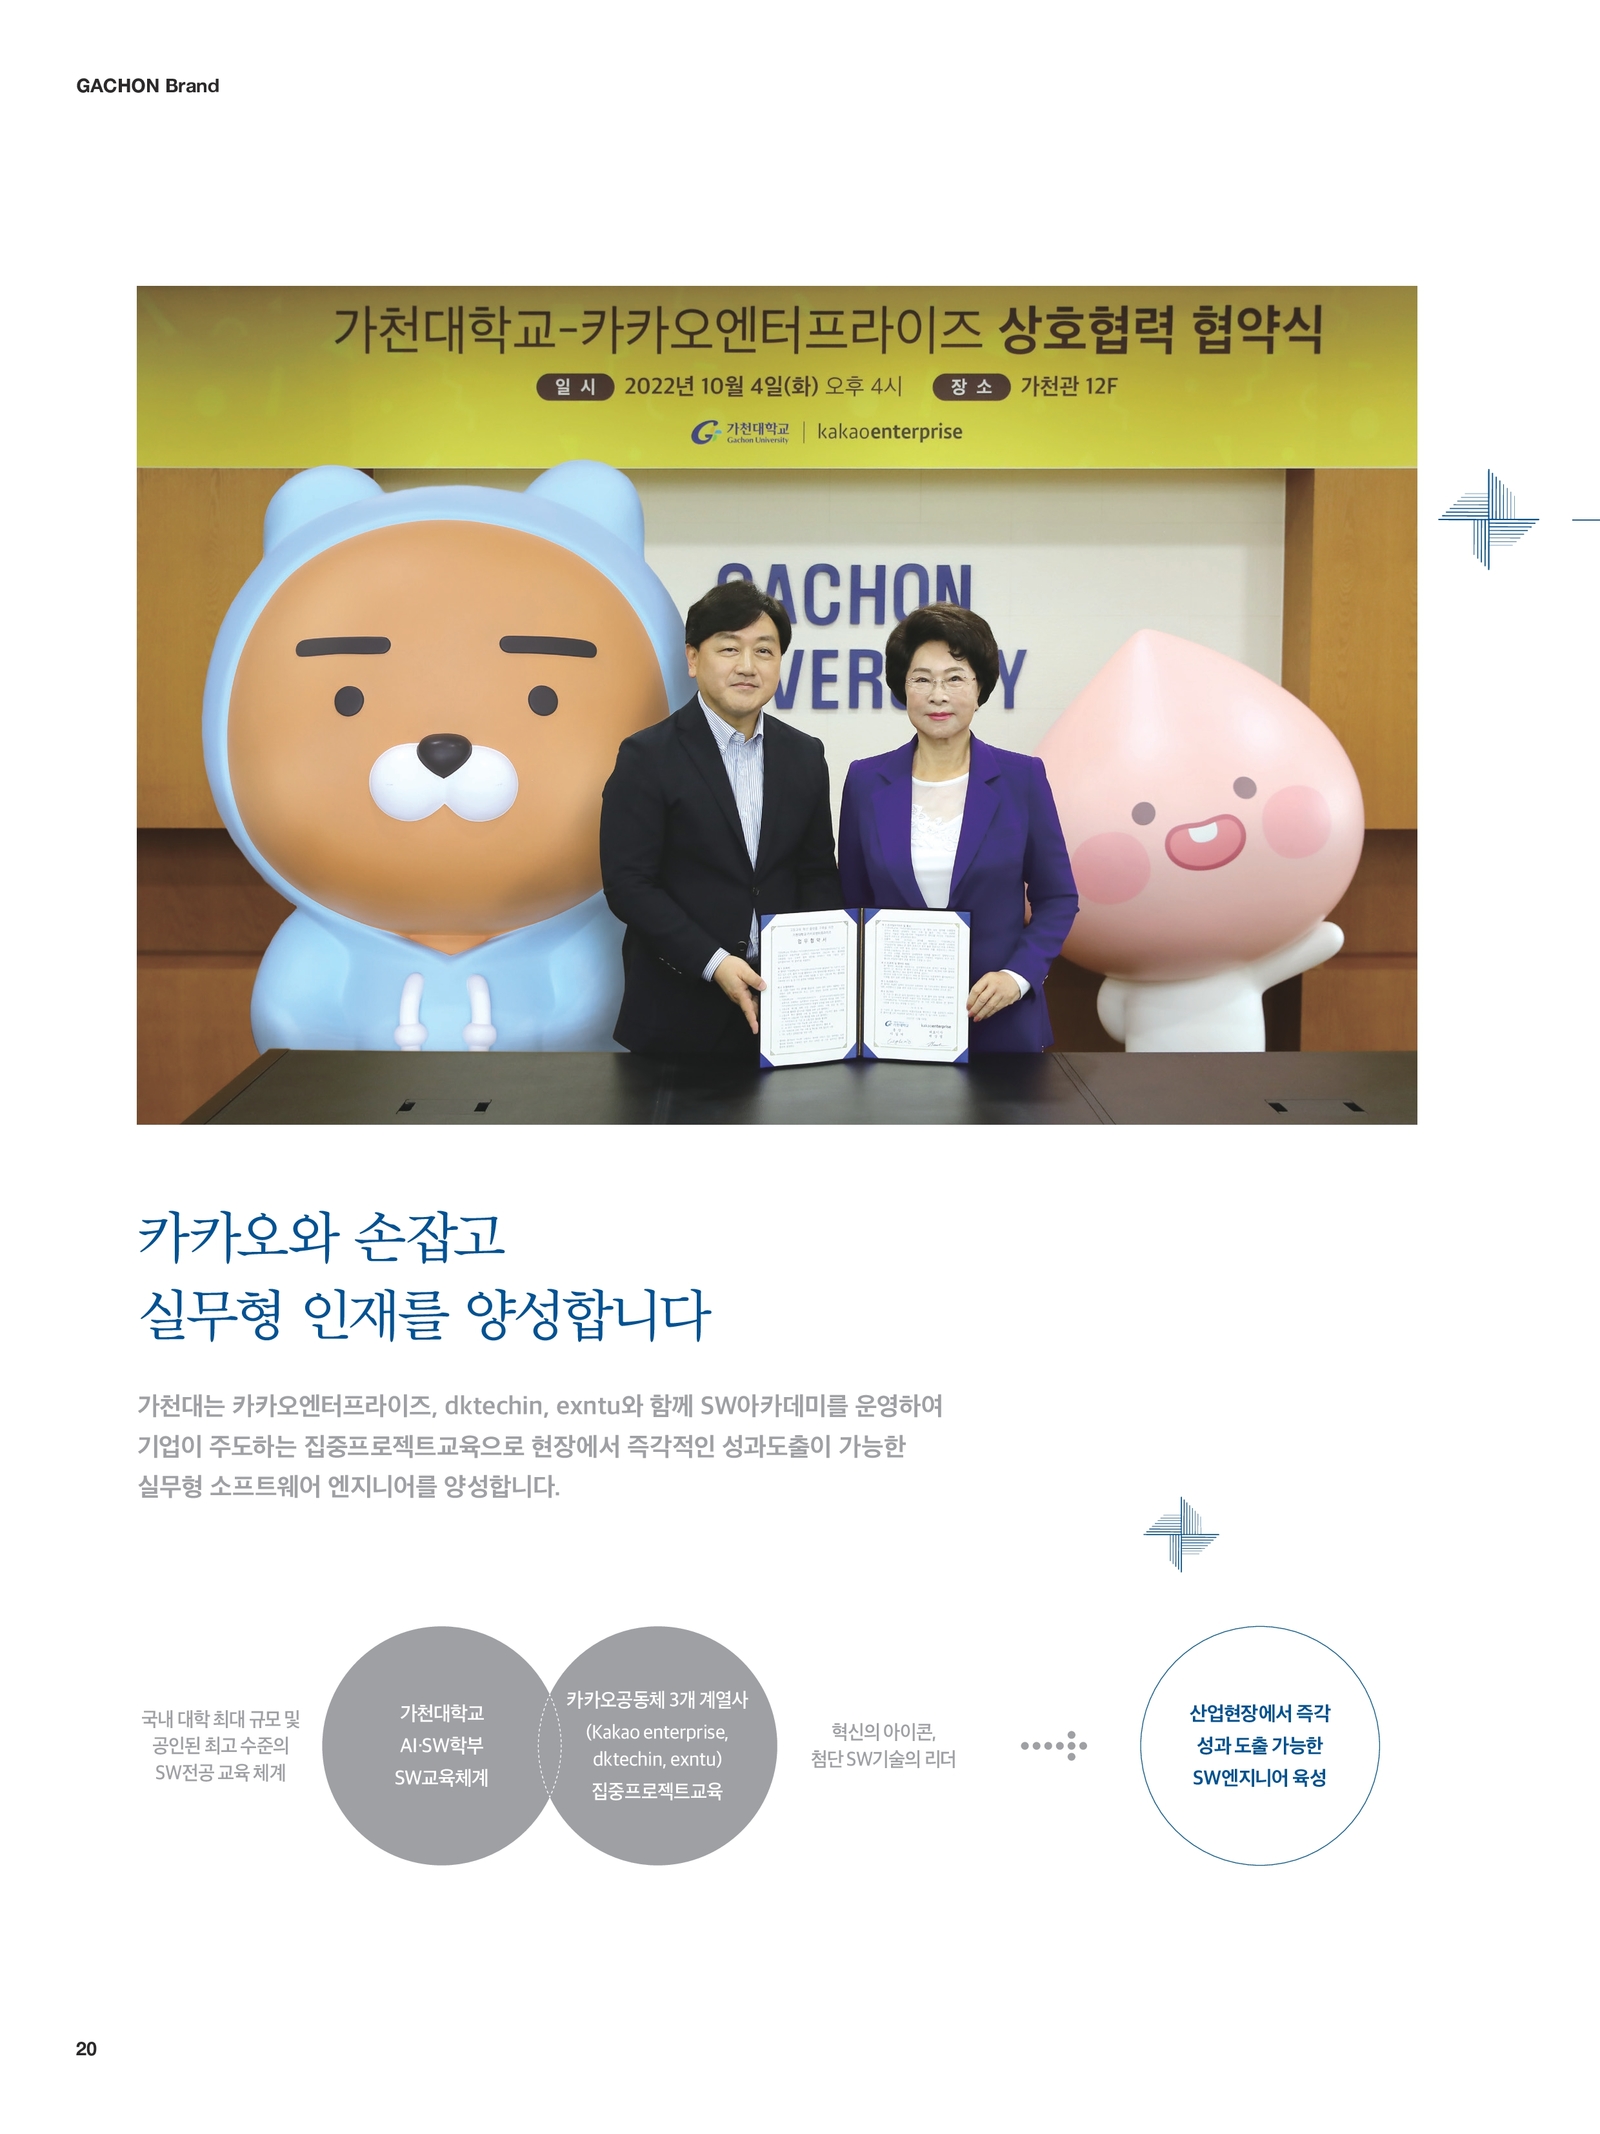 GACHON Brand
가천대학교-카카오엔터프라이즈 상호협력 협약식
일 시 2022년 10월 4일(화) 오후 4시 장 소 가천관 12F
가천대학교 Gachon University | kakaoenterprise
GACHON
카카오와 손잡고
실무형 인재를 양성합니다
가천대는 카카오엔터프라이즈, dktechin, exntu와 함께 SW아카데미를 운영하여
기업이 주도하는 집중프로젝트교육으로 현장에서 즉각적인 성과도출이 가능한
실무형 소프트웨어 엔지니어를 양성합니다.
국내 대학 최대 규모 및
공인된 최고 수준의
SW전공 교육 체계
가천대학교
AI·SW학부
SW교육체계
카카오공동체 3개 계열사
(Kakao enterprise,
dktechin, exntu)
집중프로젝트교육
혁신의 아이콘,
첨단 SW기술의 리더
산업현장에서 즉각
성과 도출 가능한
SW엔지니어 육성
20